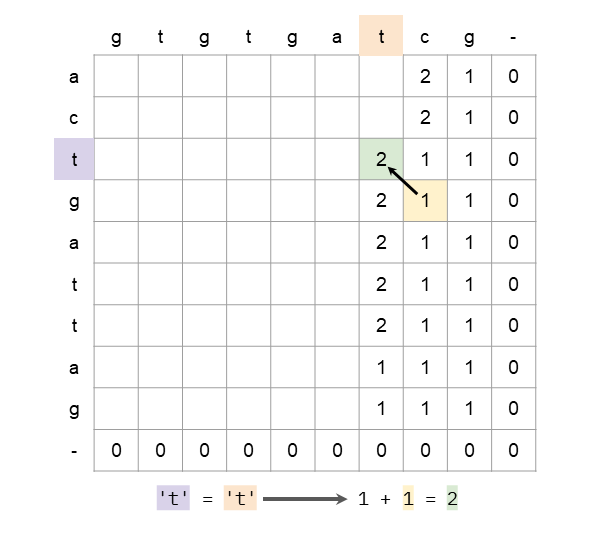 g t g t g a t c g -
a 2 1 0
c 2 1 0
t 2 1 1 0
g 2 1 1 0
a 2 1 1 0
t 2 1 1 0
t 2 1 1 0
a 1 1 1 0
g 1 1 1 0
- 0 0 0 0 0 0 0 0 0 0
't' = 't' 1 + 1 = 2